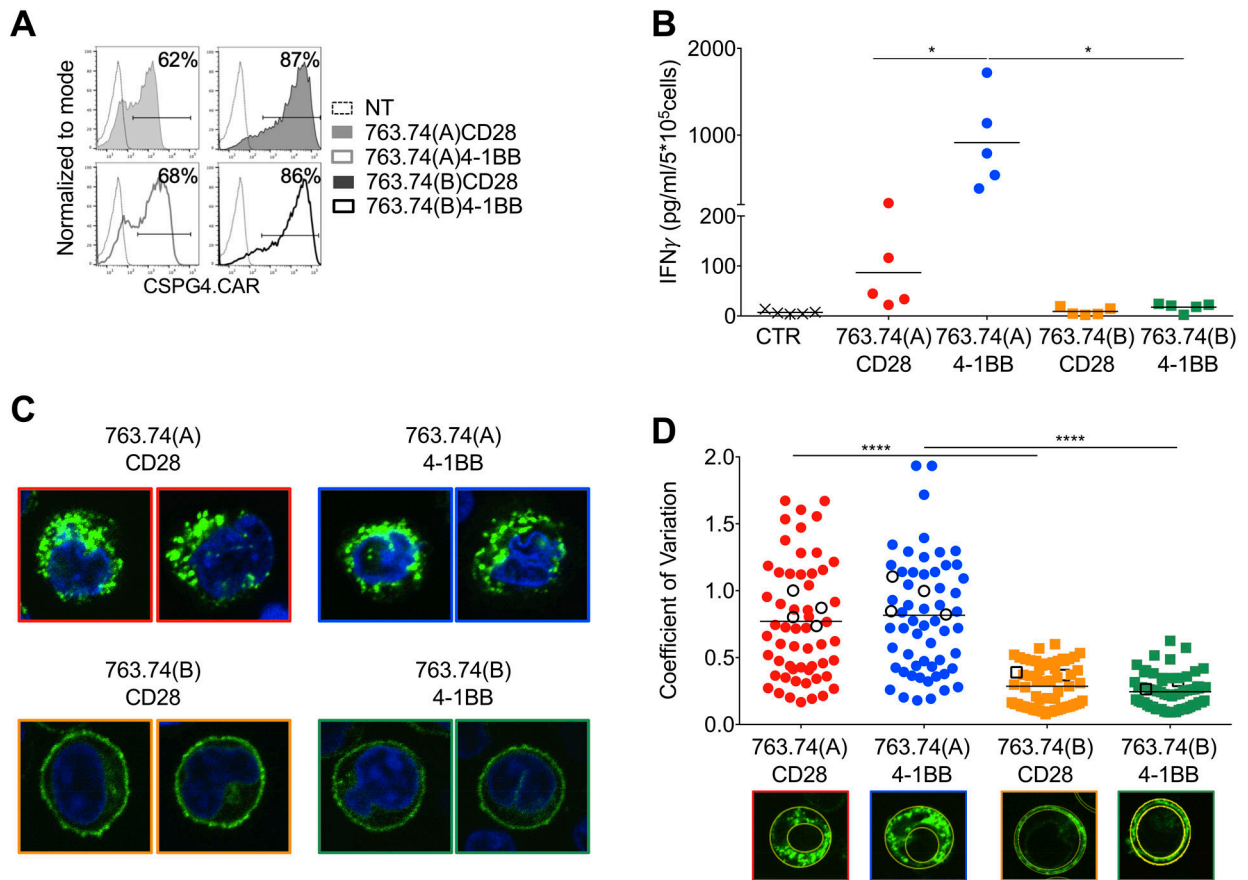 A
Normalized to mode
62%
87%
68%
86%
CSPG4.CAR
NT
763.74(A)CD28
763.74(A)4-1BB
763.74(B)CD28
763.74(B)4-1BB
B
IFNγ (pg/ml/5*10⁵cells)
2000
1000
200
100
0
*
*
CTR
763.74(A)
CD28
763.74(A)
4-1BB
763.74(B)
CD28
763.74(B)
4-1BB
C
763.74(A)
CD28
763.74(A)
4-1BB
763.74(B)
CD28
763.74(B)
4-1BB
D
Coefficient of Variation
2.0
1.5
1.0
0.5
0.0
****
****
763.74(A)
CD28
763.74(A)
4-1BB
763.74(B)
CD28
763.74(B)
4-1BB